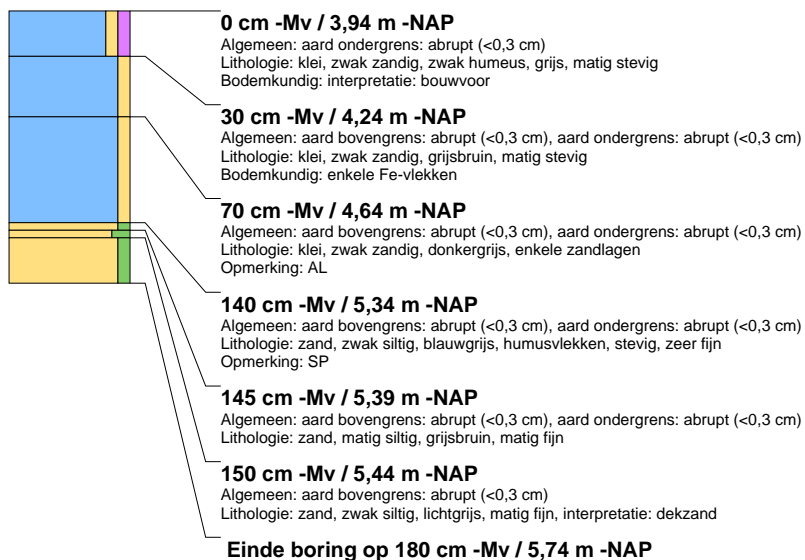 0 cm -Mv / 3,94 m -NAP
Algemeen: aard ondergrens: abrupt (<0,3 cm)
Lithologie: klei, zwak zandig, zwak humeus, grijs, matig stevig
Bodemkundig: interpretatie: bouwvoor
30 cm -Mv / 4,24 m -NAP
Algemeen: aard bovengrens: abrupt (<0,3 cm), aard ondergrens: abrupt (<0,3 cm)
Lithologie: klei, zwak zandig, grijsbruin, matig stevig
Bodemkundig: enkele Fe-vlekken
70 cm -Mv / 4,64 m -NAP
Algemeen: aard bovengrens: abrupt (<0,3 cm), aard ondergrens: abrupt (<0,3 cm)
Lithologie: klei, zwak zandig, donkergrijs, enkele zandlagen
Opmerking: AL
140 cm -Mv / 5,34 m -NAP
Algemeen: aard bovengrens: abrupt (<0,3 cm), aard ondergrens: abrupt (<0,3 cm)
Lithologie: zand, zwak siltig, blauwgrijs, humusvlekken, stevig, zeer fijn
Opmerking: SP
145 cm -Mv / 5,39 m -NAP
Algemeen: aard bovengrens: abrupt (<0,3 cm), aard ondergrens: abrupt (<0,3 cm)
Lithologie: zand, matig siltig, grijsbruin, matig fijn
150 cm -Mv / 5,44 m -NAP
Algemeen: aard bovengrens: abrupt (<0,3 cm)
Lithologie: zand, zwak siltig, lichtgrijs, matig fijn, interpretatie: dekzand
Einde boring op 180 cm -Mv / 5,74 m -NAP